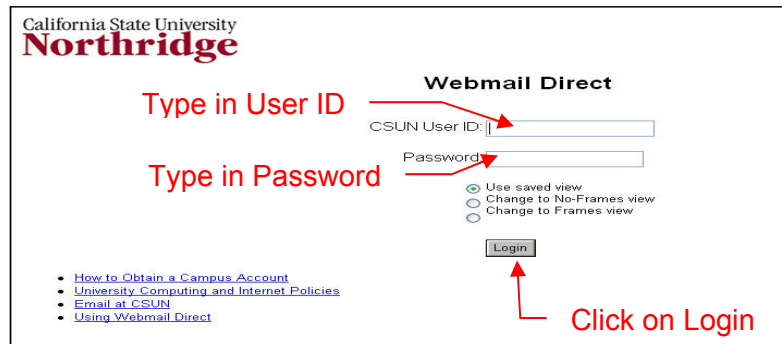 California State University
Northridge
Webmail Direct
Type in User ID
CSUN User ID:
Password:
Type in Password
Use saved view
Change to No-Frames view
Change to Frames view
Login
How to Obtain a Campus Account
University Computing and Internet Policies
Email at CSUN
Using Webmail Direct
Click on Login